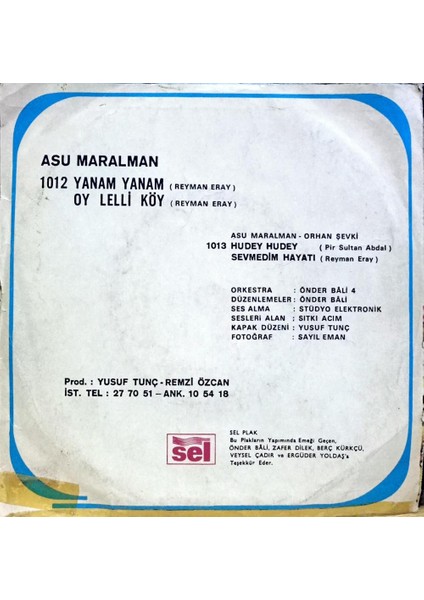 ASU MARALMAN
1012 YANAM YANAM (REYMAN ERAY)
OY LELLİ KÖY (REYMAN ERAY)
ASU MARALMAN - ORHAN ŞEVKİ
1013 HUDEY HUDEY (Pir Sultan Abdal)
SEVMEDİM HAYATI (Reyman Eray)
ORKESTRA : ÖNDER BÂLİ 4
DÜZENLEMELER : ÖNDER BÂLİ
SES ALMA : STÜDYO ELEKTRONİK
SESLERİ ALAN : SITKI ACIM
KAPAK DÜZENİ : YUSUF TUNÇ
FOTOĞRAF : SAYIL EMAN
Prod. : YUSUF TUNÇ - REMZİ ÖZCAN
İST. TEL : 27 70 51 - ANK. 10 54 18
sel
SEL PLAK
Bu Plakların Yapımında Emeği Geçen,
ÖNDER BÂLİ, ZAFER DİLEK, BERÇ KÜRKÇÜ,
VEYSEL ÇADIR ve ERGÜDER YOLDAŞ'a
Teşekkür Eder.